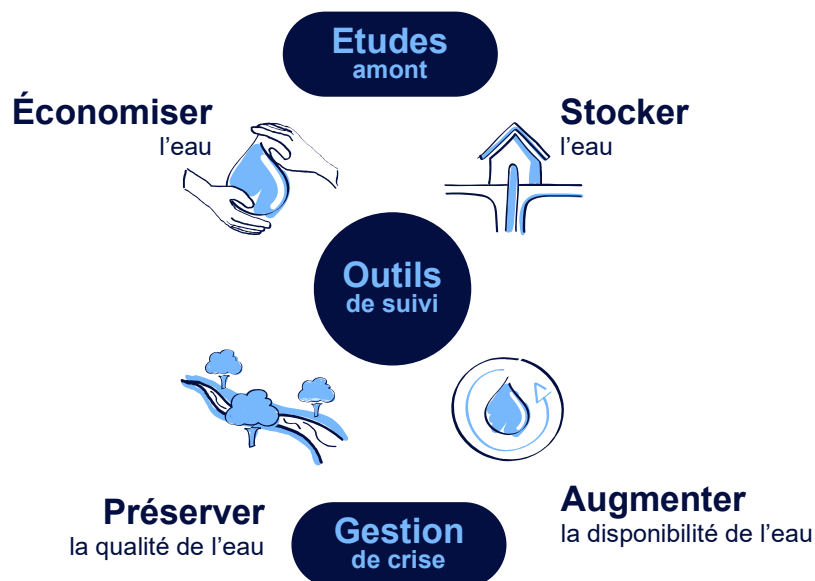 Etudes
amont
Économiser
l'eau
Stocker
l'eau
Outils
de suivi
Préserver
la qualité de l'eau
Augmenter
la disponibilité de l'eau
Gestion
de crise